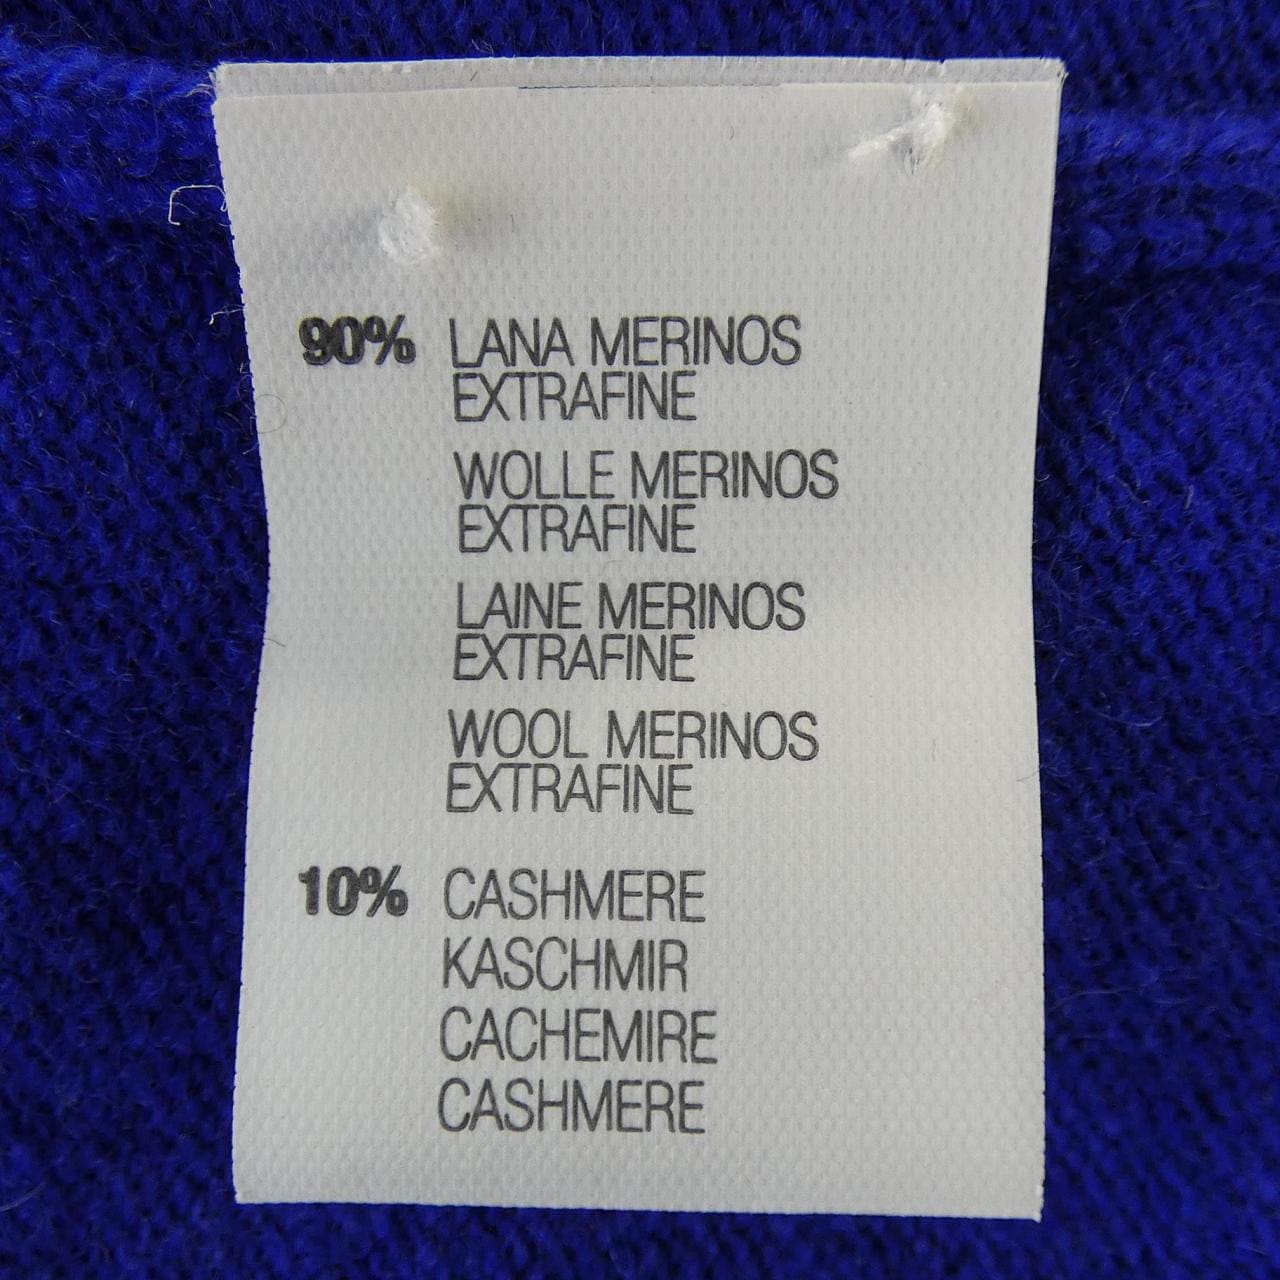 90% LANA MERINOS
EXTRAFINE
WOLLE MERINOS
EXTRAFINE
LAINE MERINOS
EXTRAFINE
WOOL MERINOS
EXTRAFINE
10% CASHMERE
KASCHMIR
CACHEMIRE
CASHMERE